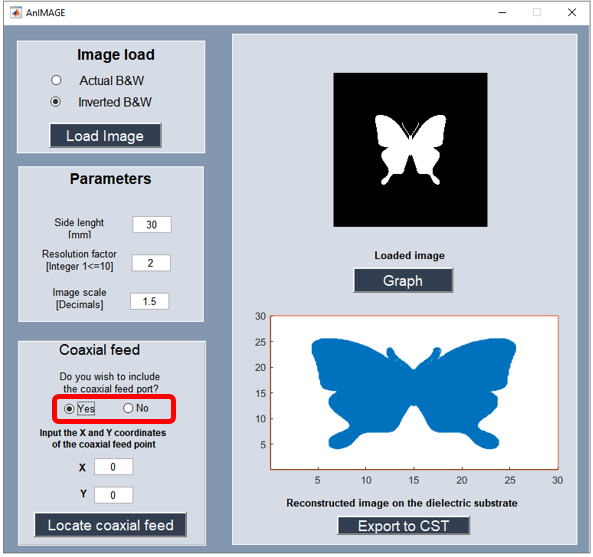 AnIMAGE
Image load
Actual B&W
Inverted B&W
Load Image
Parameters
Side lenght
[mm]
30
Resolution factor
[Integer 1<=10]
2
Image scale
[Decimals]
1.5
Coaxial feed
Do you wish to include
the coaxial feed port?
Yes
No
Input the X and Y coordinates
of the coaxial feed point
X
0
Y
0
Locate coaxial feed
Loaded image
Graph
30
25
20
15
10
5
5
10
15
20
25
30
Reconstructed image on the dielectric substrate
Export to CST